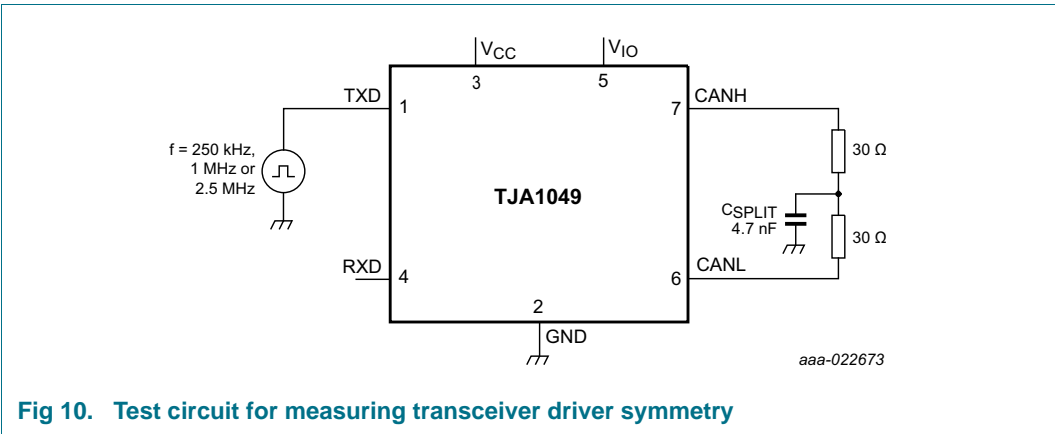 VCC
VIO
3
5
TXD
1
7
CANH
f = 250 kHz,
1 MHz or
2.5 MHz
30 Ω
TJA1049
CSPLIT
4.7 nF
30 Ω
RXD
4
6
CANL
2
GND
aaa-022673
Fig 10. Test circuit for measuring transceiver driver symmetry